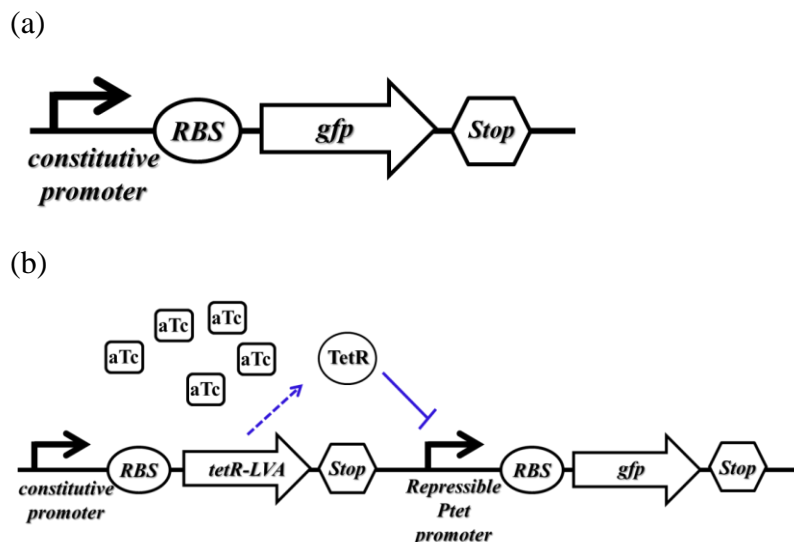 (a)
RBS gfp Stop
constitutive
promoter
(b)
aTc aTc aTc aTc aTc TetR
RBS tetR-LVA Stop RBS gfp Stop
constitutive
promoter
Repressible
Ptet
promoter